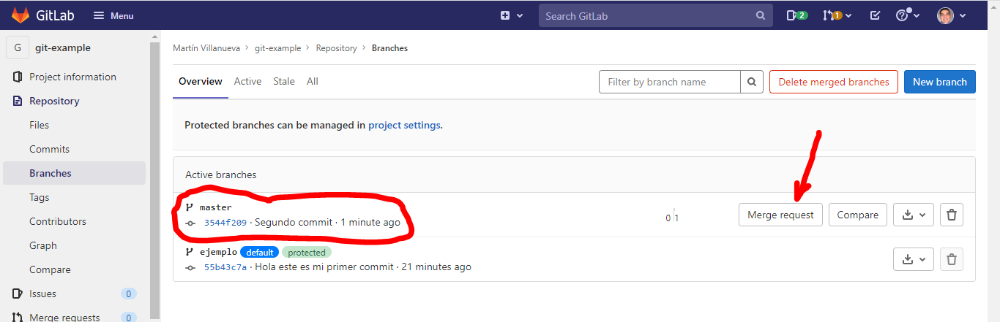 GitLab Menu Search GitLab 2 1
G git-example
Martín Villanueva > git-example > Repository > Branches
Project information
Repository
Files
Commits
Branches
Tags
Contributors
Graph
Compare
Issues 0
Merge requests 0
Overview Active Stale All Filter by branch name Delete merged branches New branch
Protected branches can be managed in project settings.
Active branches
master
3544f209 · Segundo commit · 1 minute ago
0 1 Merge request Compare
ejemplo default protected
55b43c7a · Hola este es mi primer commit · 21 minutes ago